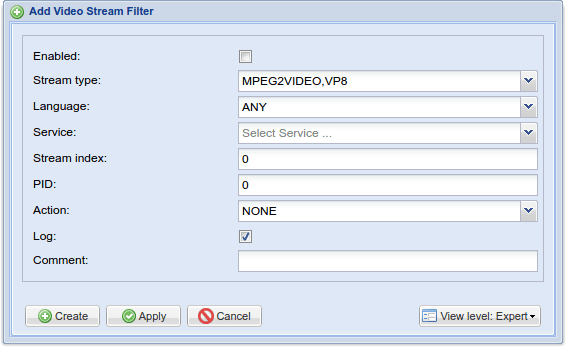 Add Video Stream Filter
Enabled:
Stream type: MPEG2VIDEO,VP8
Language: ANY
Service: Select Service ...
Stream index: 0
PID: 0
Action: NONE
Log:
Comment:
Create Apply Cancel View level: Expert